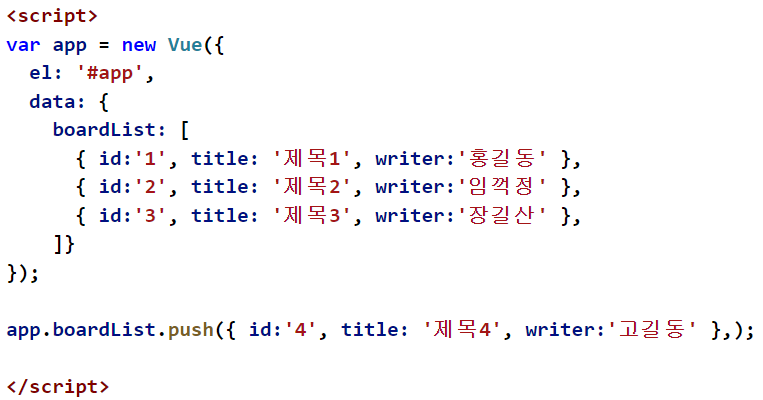 <script>
var app = new Vue({
  el: '#app',
  data: {
    boardList: [
      { id:'1', title: '제목1', writer:'홍길동' },
      { id:'2', title: '제목2', writer:'임꺽정' },
      { id:'3', title: '제목3', writer:'장길산' },
    ]}
});

app.boardList.push({ id:'4', title: '제목4', writer:'고길동' },);

</script>